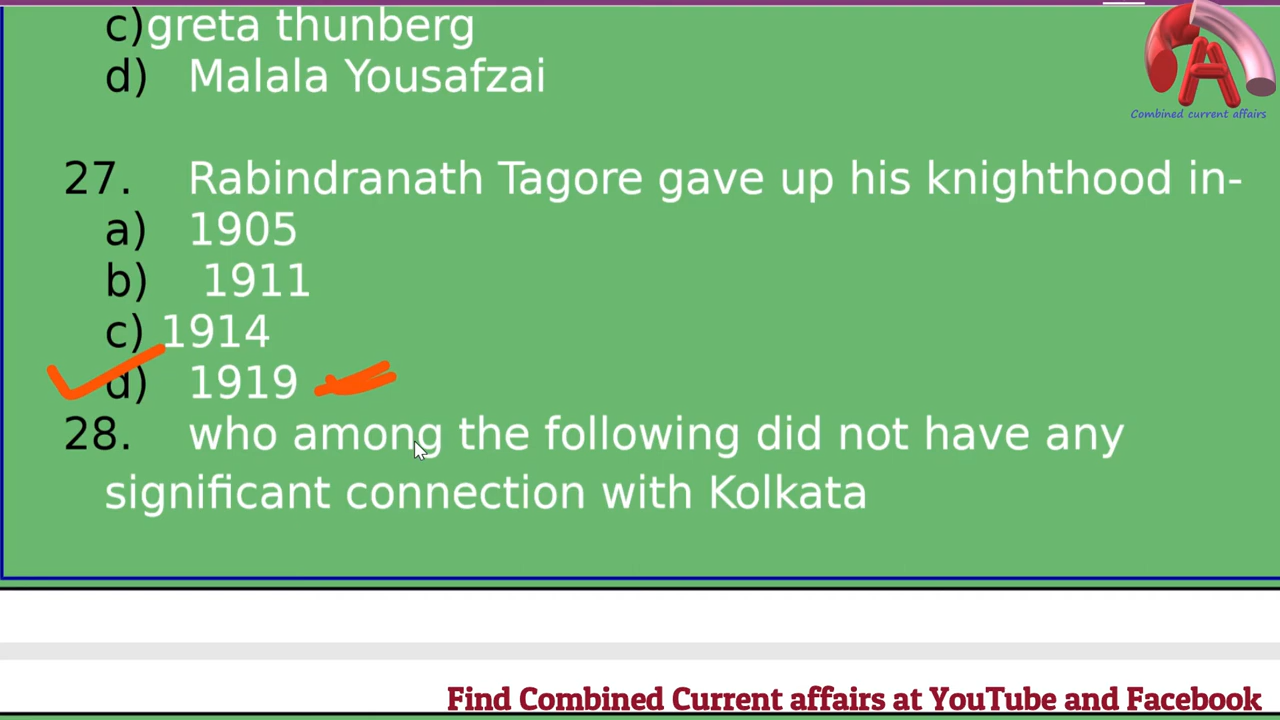 c)greta thunberg
d) Malala Yousafzai
A
Combined current affairs
27. Rabindranath Tagore gave up his knighthood in-
a) 1905
b) 1911
c) 1914
d) 1919
28. who among the following did not have any
significant connection with Kolkata
Find Combined Current affairs at YouTube and Facebook